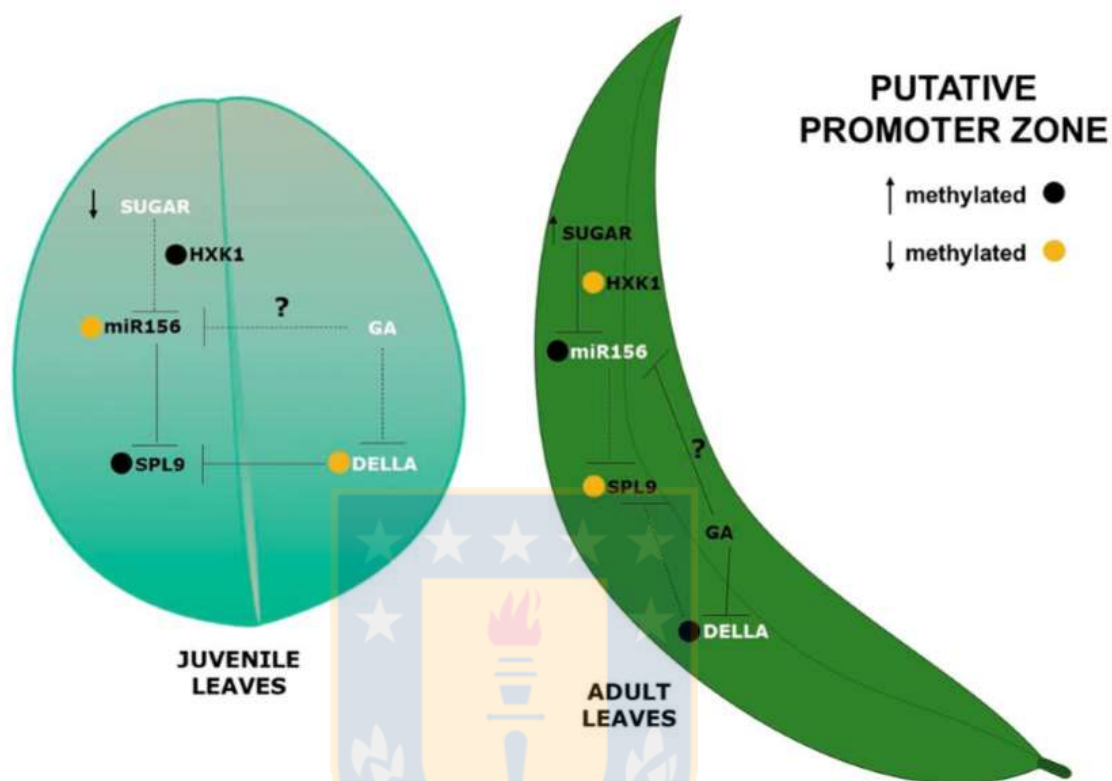 PUTATIVE
PROMOTER ZONE
↑ methylated
↓ methylated
↓ SUGAR
HXK1
miR156
?
GA
SPL9
DELLA
JUVENILE
LEAVES
↑ SUGAR
HXK1
miR156
?
SPL9
GA
DELLA
ADULT
LEAVES